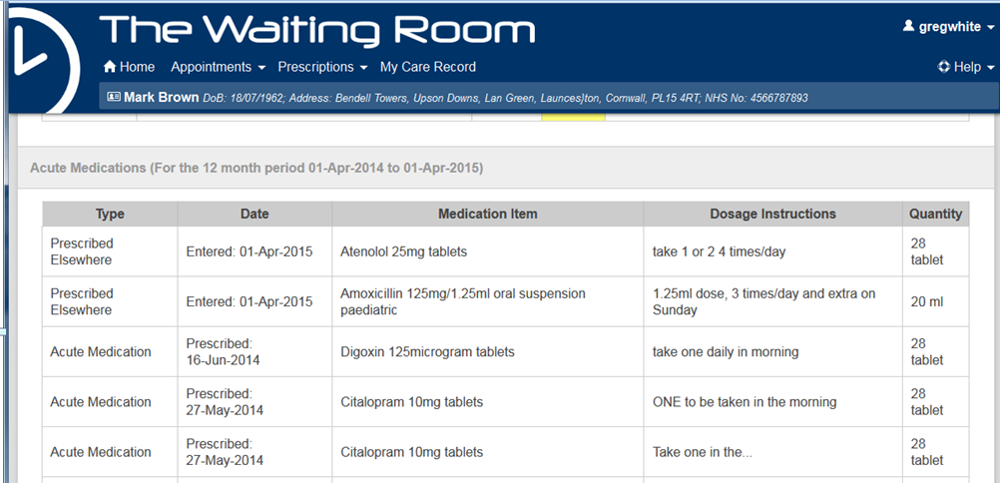 The Waiting Room
gregwhite
Home Appointments Prescriptions My Care Record Help
Mark Brown DoB: 18/07/1962; Address: Bendell Towers, Upson Downs, Lan Green, Launces}ton, Cornwall, PL15 4RT; NHS No: 4566787893
Acute Medications (For the 12 month period 01-Apr-2014 to 01-Apr-2015)
Type Date Medication Item Dosage Instructions Quantity
Prescribed
Elsewhere
Entered: 01-Apr-2015
Atenolol 25mg tablets
take 1 or 2 4 times/day
28
tablet
Prescribed
Elsewhere
Entered: 01-Apr-2015
Amoxicillin 125mg/1.25ml oral suspension
paediatric
1.25ml dose, 3 times/day and extra on
Sunday
20 ml
Acute Medication
Prescribed:
16-Jun-2014
Digoxin 125microgram tablets
take one daily in morning
28
tablet
Acute Medication
Prescribed:
27-May-2014
Citalopram 10mg tablets
ONE to be taken in the morning
28
tablet
Acute Medication
Prescribed:
27-May-2014
Citalopram 10mg tablets
Take one in the...
28
tablet